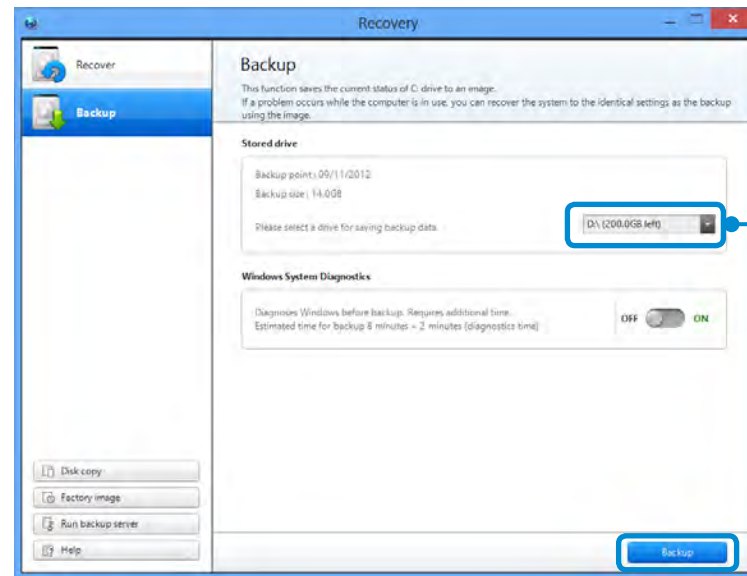 Recovery
Recover
Backup
Backup
This function saves the current status of C: drive to an image.
If a problem occurs while the computer is in use, you can recover the system to the identical settings as the backup
using the image.
Stored drive
Backup point : 09/11/2012
Backup size : 14.0GB
Please select a drive for saving backup data.
D:\ (200.0GB left)
Windows System Diagnostics
Diagnoses Windows before backup. Requires additional time.
Estimated time for backup 8 minutes + 2 minutes (diagnostics time)
OFF ON
Disk copy
Factory image
Run backup server
Help
Backup